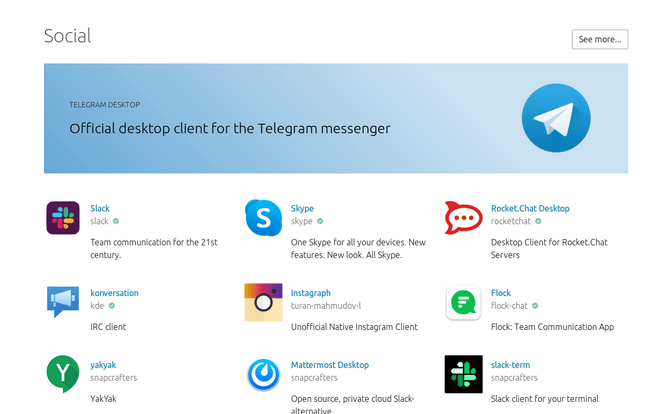 Social
See more...
TELEGRAM DESKTOP
Official desktop client for the Telegram messenger
Slack
slack
Team communication for the 21st
century.
Skype
skype
One Skype for all your devices. New
features. New look. All Skype.
Rocket.Chat Desktop
rocketchat
Desktop Client for Rocket.Chat
Servers
konversation
kde
IRC client
Instagraph
turan-mahmudov-l
Unofficial Native Instagram Client
Flock
flock-chat
Flock: Team Communication App
yakyak
snapcrafters
YakYak
Mattermost Desktop
snapcrafters
Open source, private cloud Slack-
alternative
slack-term
snapcrafters
Slack client for your terminal